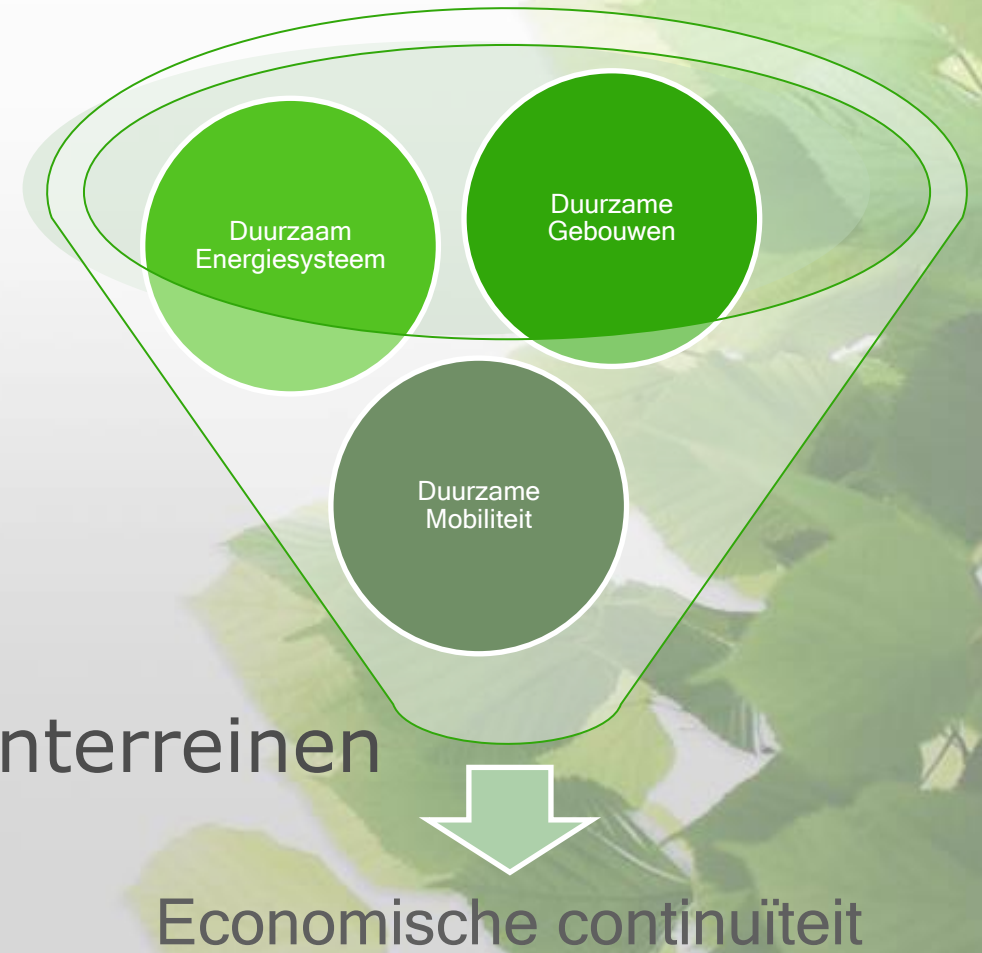 Duurzaam
Energiesysteem
Duurzame
Gebouwen
Duurzame
Mobiliteit
nterreinen
Economische continuïteit